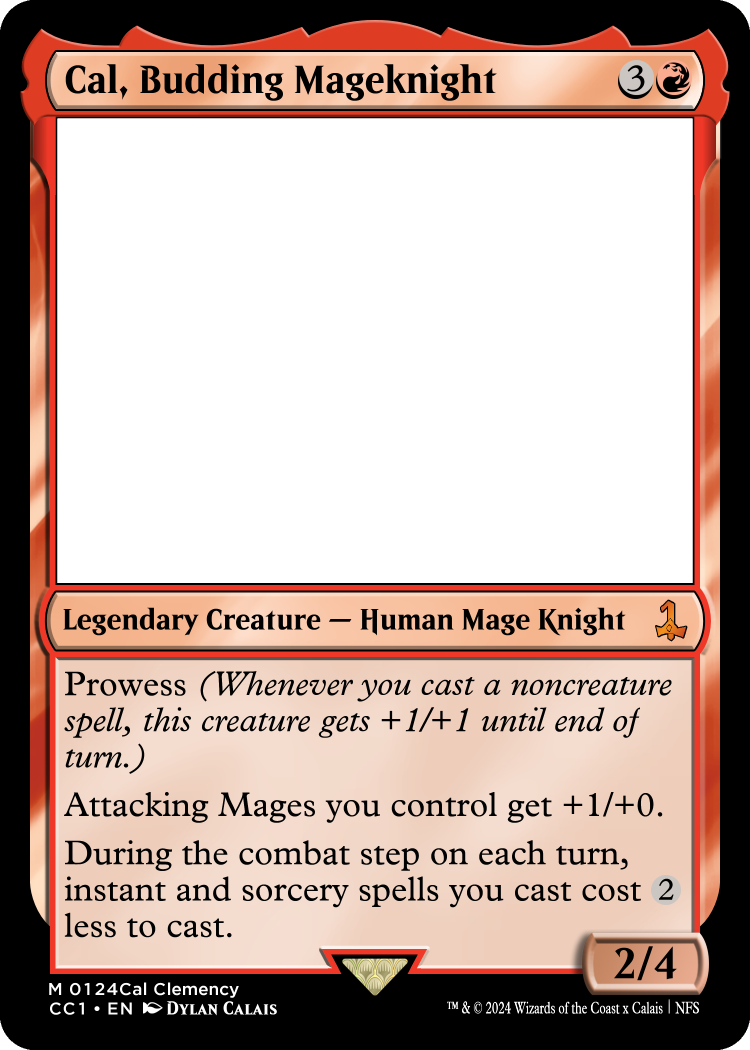 Cal, Budding Mageknight 3
Legendary Creature — Human Mage Knight 1
Prowess (Whenever you cast a noncreature
spell, this creature gets +1/+1 until end of
turn.)
Attacking Mages you control get +1/+0.
During the combat step on each turn,
instant and sorcery spells you cast cost 2
less to cast.
2/4
M 0124Cal Clemency
CC1 • EN DYLAN CALAIS
™ & © 2024 Wizards of the Coast x Calais | NFS